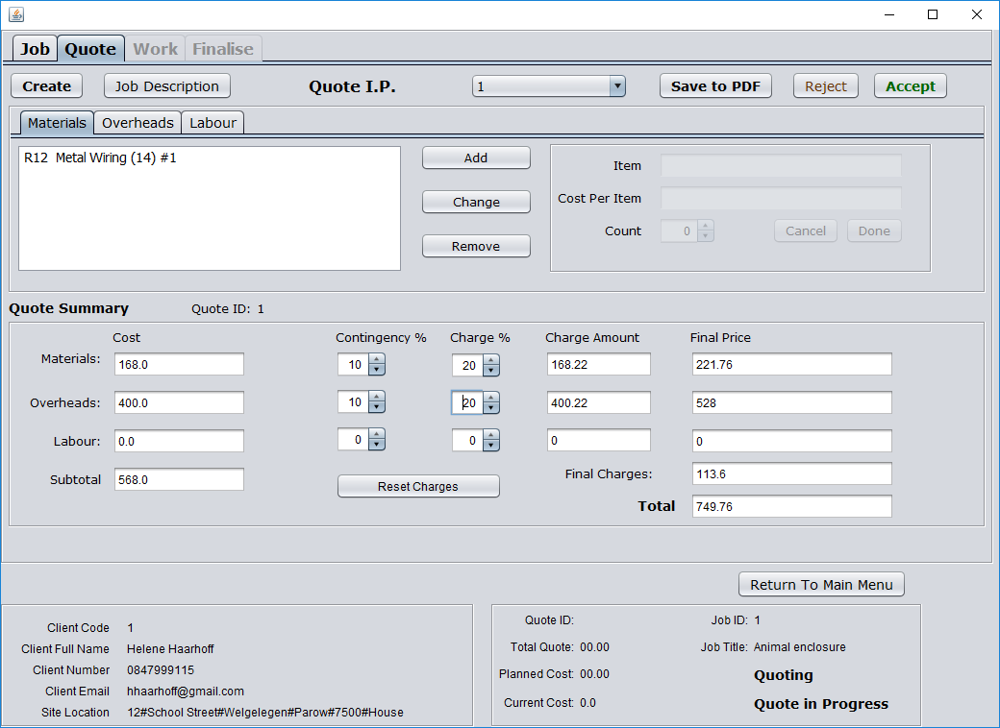 Job Quote Work Finalise
Create Job Description Quote I.P. 1 Save to PDF Reject Accept
Materials Overheads Labour
R12  Metal Wiring (14) #1
Add
Change
Remove
Item
Cost Per Item
Count 0 Cancel Done
Quote Summary Quote ID: 1
Cost Contingency % Charge % Charge Amount Final Price
Materials: 168.0 10 20 168.22 221.76
Overheads: 400.0 10 20 400.22 528
Labour: 0.0 0 0 0 0
Subtotal 568.0 Reset Charges Final Charges: 113.6
Total 749.76
Return To Main Menu
Client Code 1
Client Full Name Helene Haarhoff
Client Number 0847999115
Client Email hhaarhoff@gmail.com
Site Location 12#School Street#Welgelegen#Parow#7500#House
Quote ID: Job ID: 1
Total Quote: 00.00 Job Title: Animal enclosure
Planned Cost: 00.00 Quoting
Current Cost: 0.0 Quote in Progress